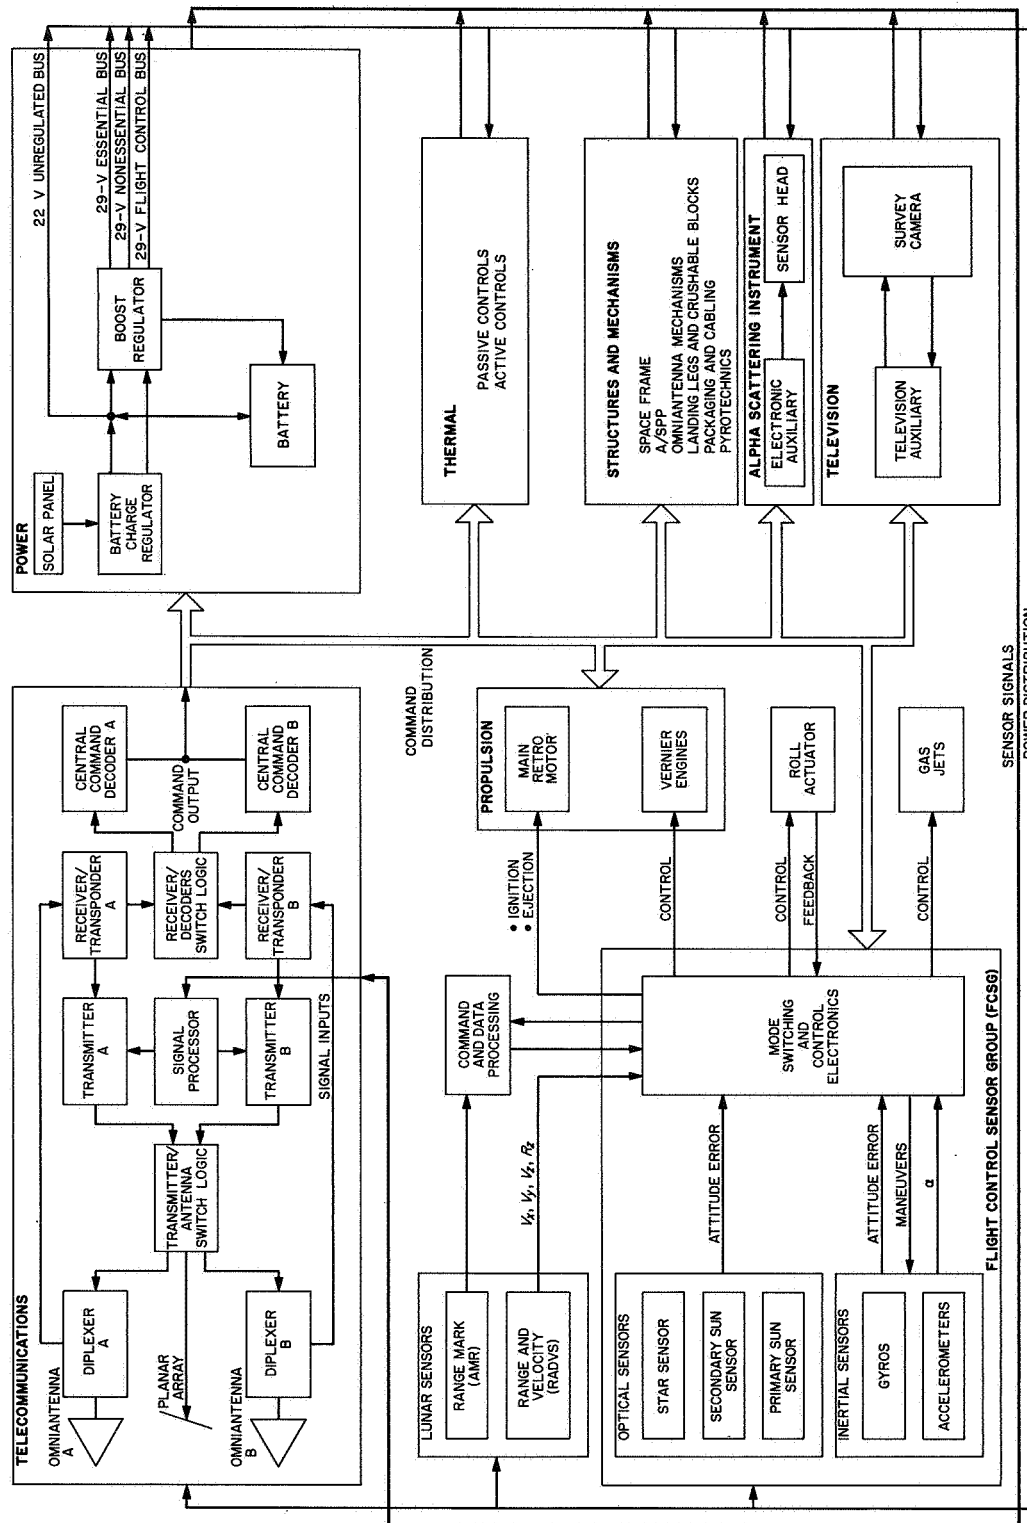 TELECOMMUNICATIONS
OMNIANTENNA
A
DIPLEXER
A
PLANAR
ARRAY
OMNIANTENNA
B
DIPLEXER
B
TRANSMITTER/
ANTENNA
SWITCH LOGIC
TRANSMITTER
A
SIGNAL
PROCESSOR
TRANSMITTER
B
SIGNAL INPUTS
RECEIVER/
TRANSPONDER
A
RECEIVER/
DECODERS
SWITCH LOGIC
RECEIVER/
TRANSPONDER
B
CENTRAL
COMMAND
DECODER A
COMMAND
OUTPUT
CENTRAL
COMMAND
DECODER B
POWER
SOLAR PANEL
BATTERY
CHARGE
REGULATOR
BATTERY
BOOST
REGULATOR
22 V UNREGULATED BUS
29-V ESSENTIAL BUS
29-V NONESSENTIAL BUS
29-V FLIGHT CONTROL BUS
COMMAND
DISTRIBUTION
THERMAL
PASSIVE CONTROLS
ACTIVE CONTROLS
STRUCTURES AND MECHANISMS
SPACE FRAME
A/SPP
OMNIANTENNA MECHANISMS
LANDING LEGS AND CRUSHABLE BLOCKS
PACKAGING AND CABLING
PYROTECHNICS
ALPHA SCATTERING INSTRUMENT
ELECTRONIC
AUXILIARY
SENSOR HEAD
TELEVISION
TELEVISION
AUXILIARY
SURVEY
CAMERA
LUNAR SENSORS
RANGE MARK
(AMR)
RANGE AND
VELOCITY
(RADVS)
Vx, Vy, Vz, Rz
COMMAND
AND DATA
PROCESSING
• IGNITION
• EJECTION
PROPULSION
MAIN
RETRO
MOTOR
VERNIER
ENGINES
CONTROL
ROLL
ACTUATOR
CONTROL
FEEDBACK
GAS
JETS
CONTROL
OPTICAL SENSORS
STAR SENSOR
SECONDARY SUN
SENSOR
PRIMARY SUN
SENSOR
ATTITUDE ERROR
MODE
SWITCHING
AND
CONTROL
ELECTRONICS
INERTIAL SENSORS
GYROS
ACCELEROMETERS
ATTITUDE ERROR
MANEUVERS
α
FLIGHT CONTROL SENSOR GROUP (FCSG)
SENSOR SIGNALS
POWER DISTRIBUTION